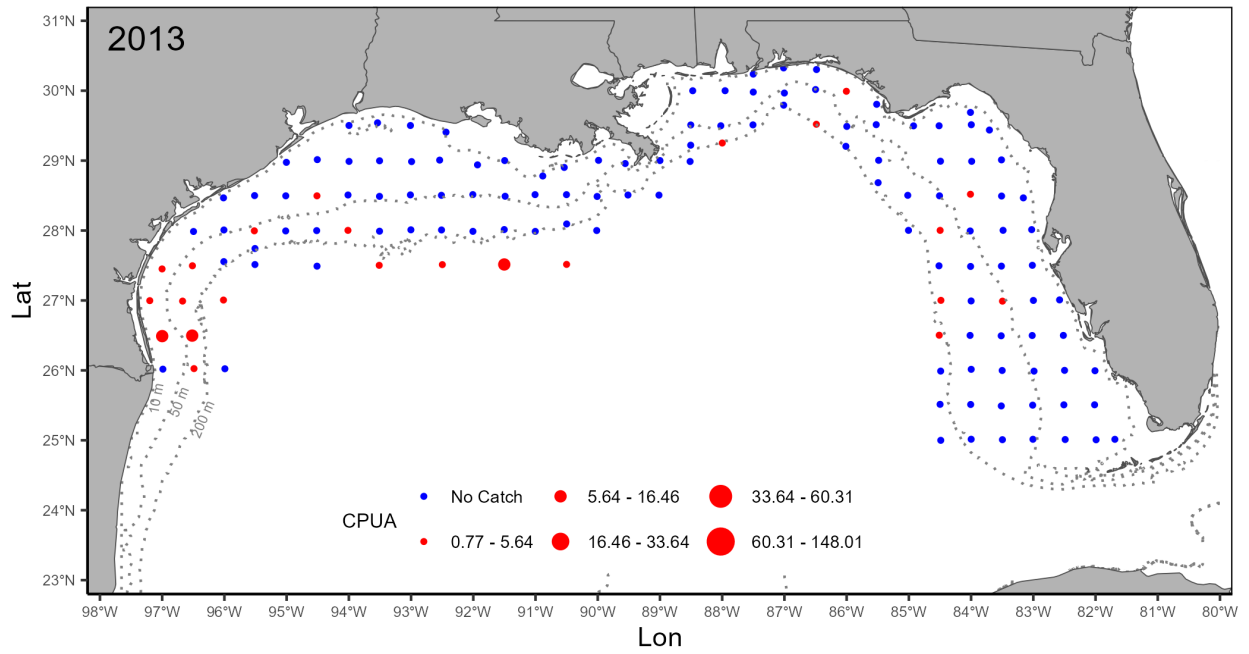 2013
31°N
30°N
29°N
28°N
27°N
26°N
25°N
24°N
23°N
Lat
10 m
50 m
200 m
CPUA
No Catch
5.64 - 16.46
33.64 - 60.31
0.77 - 5.64
16.46 - 33.64
60.31 - 148.01
98°W 97°W 96°W 95°W 94°W 93°W 92°W 91°W 90°W 89°W 88°W 87°W 86°W 85°W 84°W 83°W 82°W 81°W 80°W
Lon